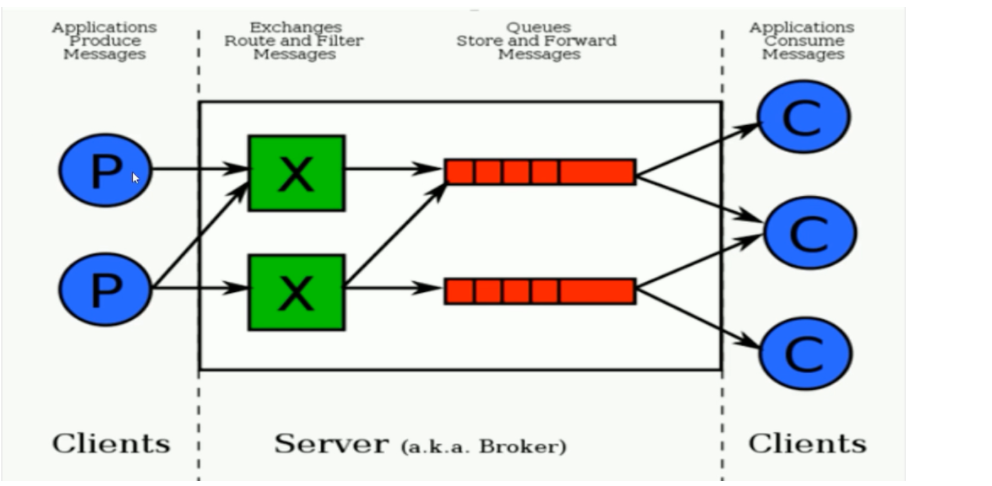 Applications
Produce
Messages
Exchanges
Route and Filter
Messages
Queues
Store and Forward
Messages
Applications
Consume
Messages
P
X
C
C
P
X
C
Clients
Server (a.k.a. Broker)
Clients